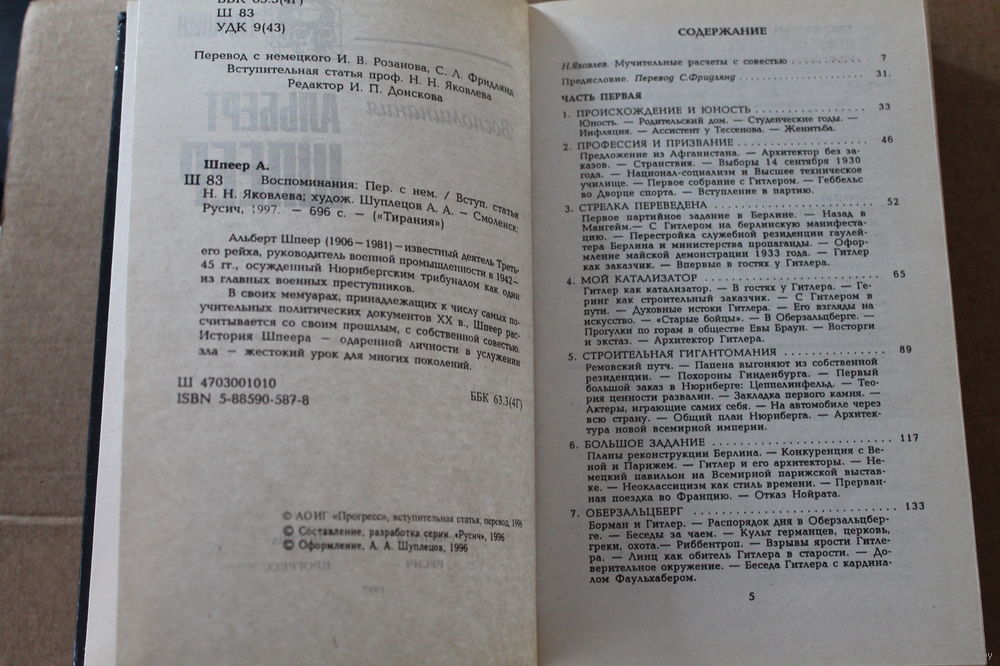 ББК 63.3(4Г)
Ш 83
УДК 9(43)
Перевод с немецкого И. В. Розанова, С. Л. Фридлянд
Вступительная статья проф. Н. Н. Яковлева
Редактор И. П. Донскова
Шпеер А.
Ш 83 Воспоминания: Пер. с нем. / Вступ. статья
Н. Н. Яковлева; худож. Шуплецов А. А. — Смоленск:
Русич, 1997. — 696 с. — («Тирания»)
Альберт Шпеер (1906 – 1981) – известный деятель Треть-
его рейха, руководитель военной промышленности в 1942–
45 гг., осужденный Нюрнбергским трибуналом как один
из главных военных преступников.
В своих мемуарах, принадлежащих к числу самых по-
учительных политических документов XX в., Шпеер рас-
считывается со своим прошлым, с собственной совестью.
История Шпеера — одаренной личности в услужении
зла — жестокий урок для многих поколений.
Ш 4703001010
ISBN 5-88590-587-8
ББК 63.3(4Г)
© АО ИГ «Прогресс», вступительная статья, перевод, 1996
© Составление, разработка серии. «Русич», 1996
© Оформление, А. А. Шуплецов, 1996
СОДЕРЖАНИЕ
Н.Яковлев. Мучительные расчеты с совестью . . . . . . . . . . 7
Предисловие. Перевод С.Фридлянд . . . . . . . . . . 31.
ЧАСТЬ ПЕРВАЯ
1. ПРОИСХОЖДЕНИЕ И ЮНОСТЬ . . . . . . . . . . 33
Юность. — Родительский дом. — Студенческие годы. —
Инфляция. — Ассистент у Тессенова. — Женитьба.
2. ПРОФЕССИЯ И ПРИЗВАНИЕ . . . . . . . . . . 46
Предложение из Афганистана. — Архитектор без за-
казов. — Странствия. — Выборы 14 сентября 1930
года. — Национал-социализм и Высшее техническое
училище. — Первое собрание с Гитлером. — Геббельс
во Дворце спорта. — Вступление в партию.
3. СТРЕЛКА ПЕРЕВЕДЕНА . . . . . . . . . . 52
Первое партийное задание в Берлине. — Назад в
Мангейм.— С Гитлером на берлинскую манифеста-
цию. — Перестройка служебной резиденции гаулей-
тера Берлина и министерства пропаганды. — Офор-
мление майской демонстрации 1933 года. — Гитлер
как заказчик. — Впервые в гостях у Гитлера.
4. МОЙ КАТАЛИЗАТОР . . . . . . . . . . 65
Гитлер как катализатор. — В гостях у Гитлера. — Ге-
ринг как строительный заказчик. — С Гитлером в
пути. — Духовные истоки Гитлера. — Его взгляды на
искусство. — «Старые бойцы». — В Оберзальцберге. —
Прогулки по горам в обществе Евы Браун. — Восторги
и экстаз. — Архитектор Гитлера.
5. СТРОИТЕЛЬНАЯ ГИГАНТОМАНИЯ . . . . . . . . . . 89
Ремовский путч. — Папена выгоняют из собственной
резиденции. — Похороны Гинденбурга. — Первый
большой заказ в Нюрнберге: Цеппелинфельд. — Тео-
рия ценности развалин. — Закладка первого камня. —
Актеры, играющие самих себя. — На автомобиле через
всю страну. — Общий план Нюрнберга. — Архитек-
тура новой всемирной империи.
6. БОЛЬШОЕ ЗАДАНИЕ . . . . . . . . . . 117
Планы реконструкции Берлина. — Конкуренция с Ве-
ной и Парижем. — Гитлер и его архитекторы. — Не-
мецкий павильон на Всемирной парижской выстав-
ке. — Неоклассицизм как стиль времени. — Прерван-
ная поездка во Францию. — Отказ Нойрата.
7. ОБЕРЗАЛЬЦБЕРГ . . . . . . . . . . 133
Борман и Гитлер. — Распорядок дня в Оберзальцбер-
ге. — Беседы за чаем. — Культ германцев, церковь,
греки, охота.— Риббентроп. — Взрывы ярости Гитле-
ра. — Линц как обитель Гитлера в старости. — До-
верительное окружение. — Беседа Гитлера с кардина-
лом Фаульхабером.
5